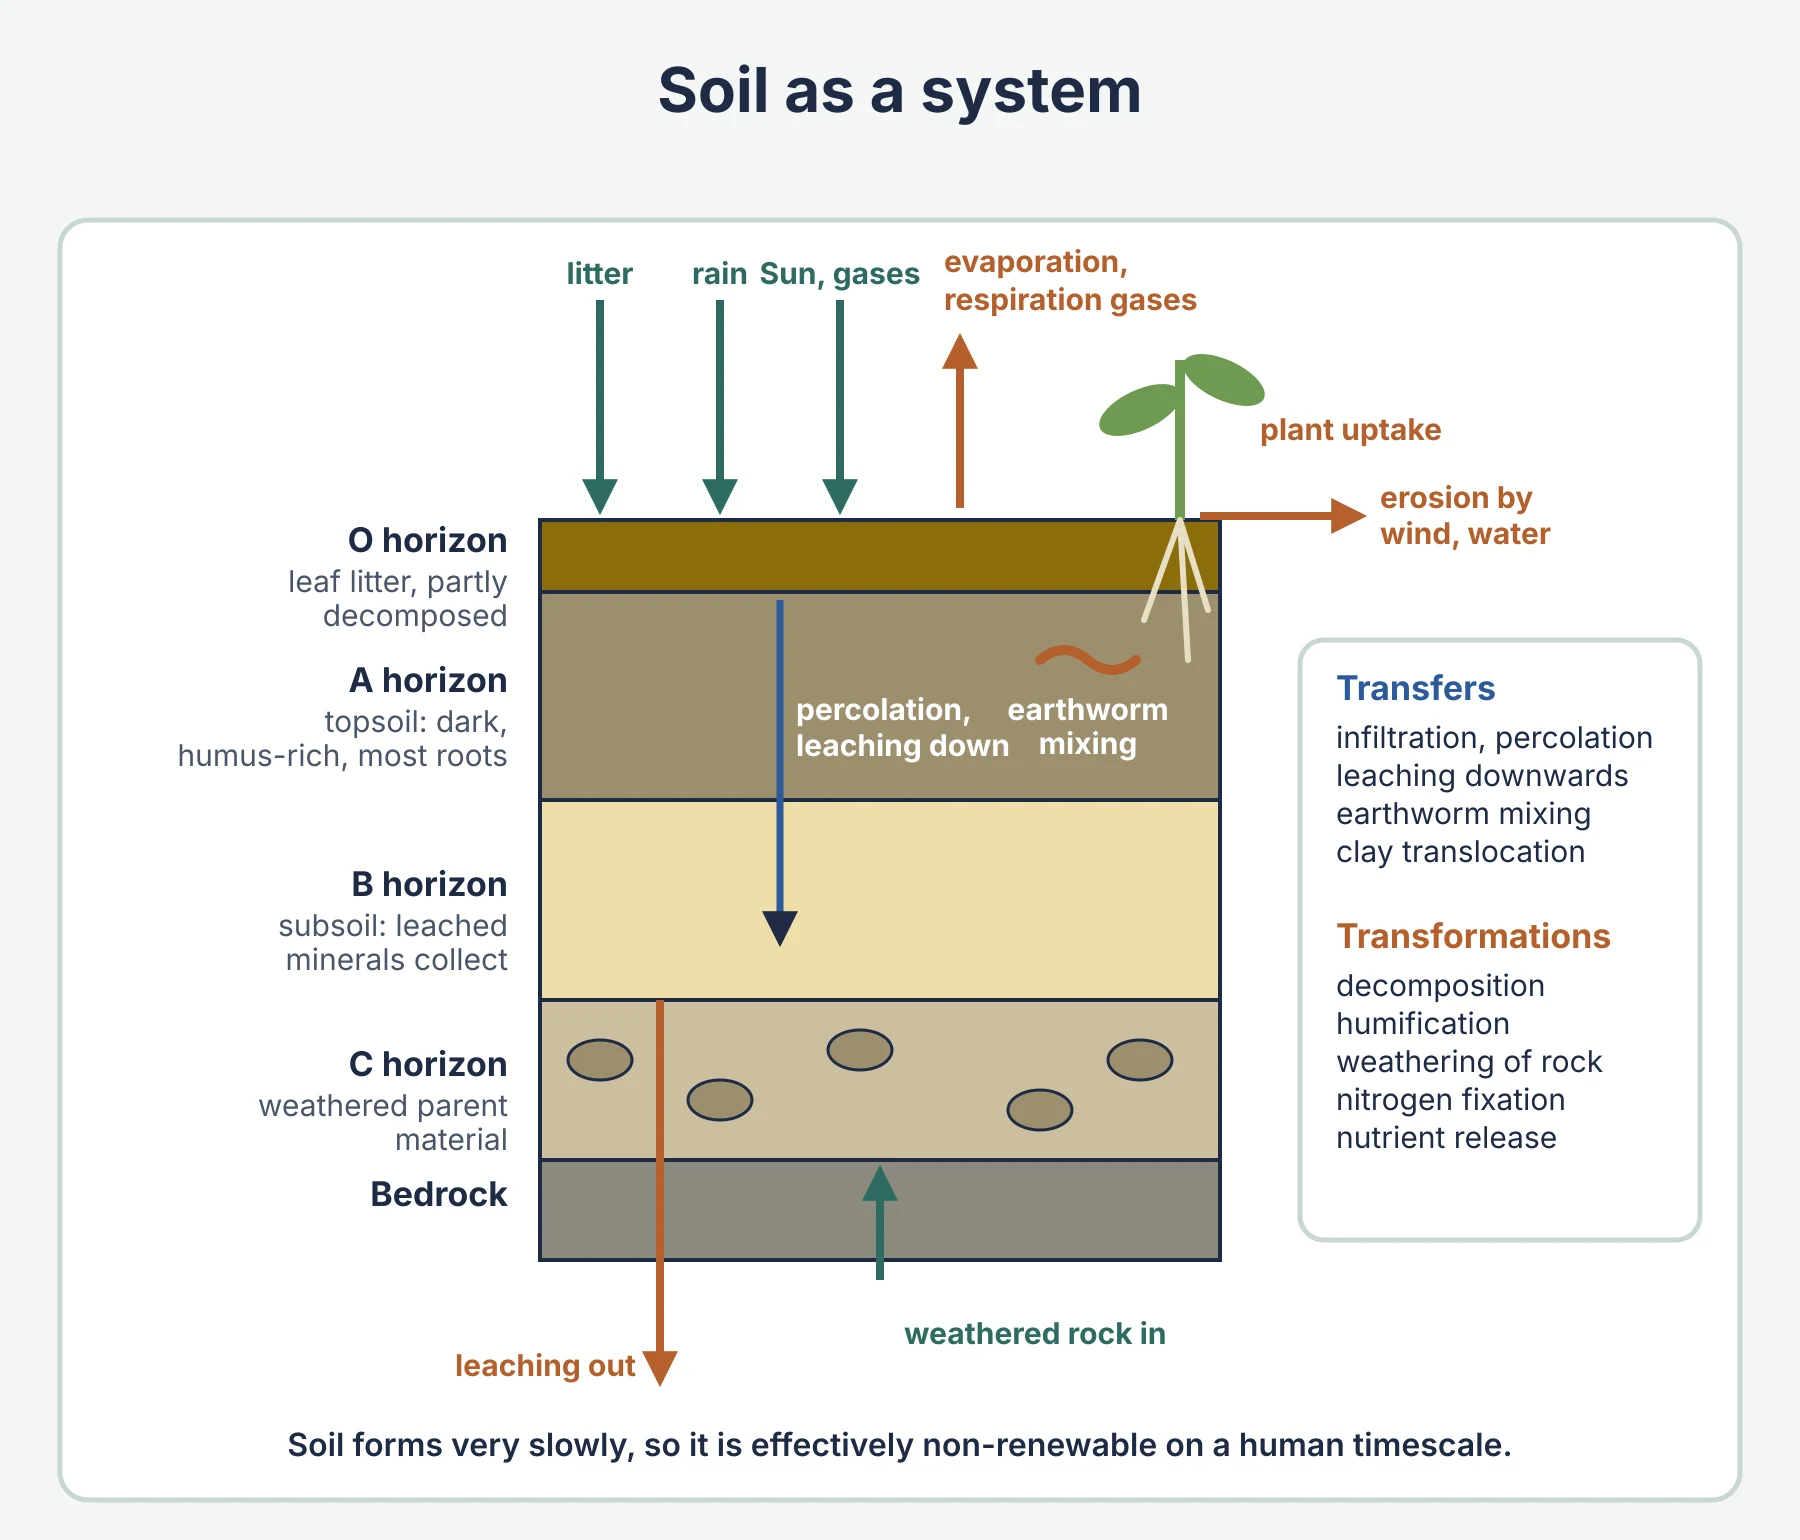 Soil as a system
litter
rain
Sun, gases
evaporation,
respiration gases
plant uptake
erosion by
wind, water
O horizon
leaf litter, partly
decomposed
A horizon
topsoil: dark,
humus-rich, most roots
percolation,
leaching down
earthworm
mixing
B horizon
subsoil: leached
minerals collect
C horizon
weathered parent
material
Bedrock
Transfers
infiltration, percolation
leaching downwards
earthworm mixing
clay translocation
Transformations
decomposition
humification
weathering of rock
nitrogen fixation
nutrient release
weathered rock in
leaching out
Soil forms very slowly, so it is effectively non-renewable on a human timescale.